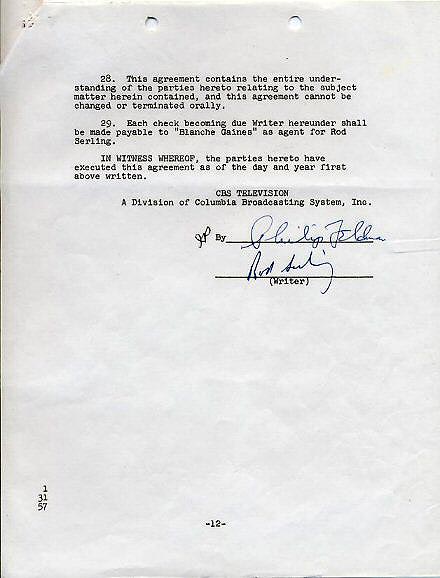 28. This agreement contains the entire under-
standing of the parties hereto relating to the subject
matter herein contained, and this agreement cannot be
changed or terminated orally.
29. Each check becoming due Writer hereunder shall
be made payable to "Blanche Gaines" as agent for Rod
Serling.
IN WITNESS WHEREOF, the parties hereto have
executed this agreement as of the day and year first
above written.
CBS TELEVISION
A Division of Columbia Broadcasting System, Inc.
By Philip Feldman
Rod Serling
(Writer)
1
31
57
-12-